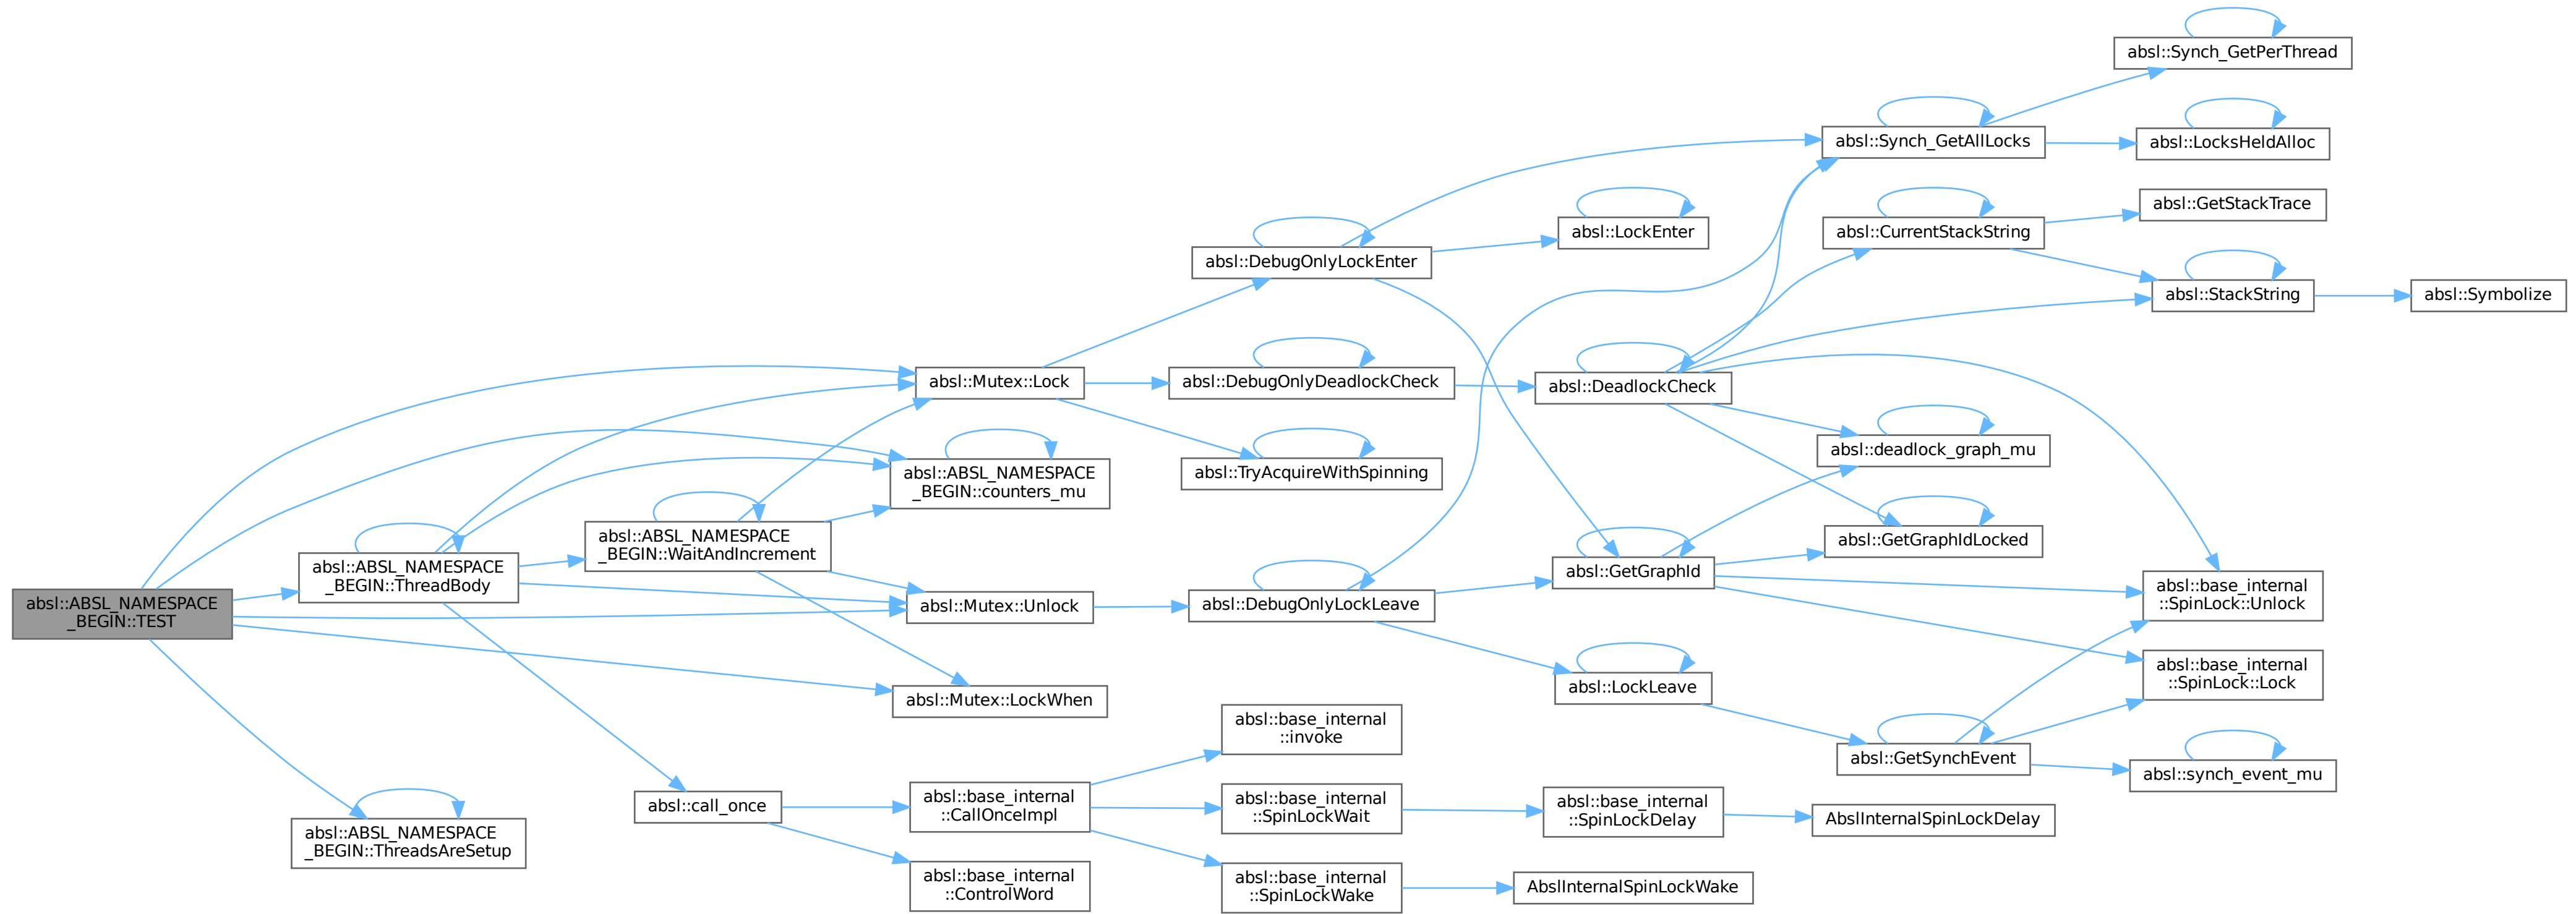 absl::ABSL_NAMESPACE
_BEGIN::TEST
absl::ABSL_NAMESPACE
_BEGIN::ThreadBody
absl::ABSL_NAMESPACE
_BEGIN::ThreadsAreSetup
absl::ABSL_NAMESPACE
_BEGIN::WaitAndIncrement
absl::call_once
absl::Mutex::Lock
absl::ABSL_NAMESPACE
_BEGIN::counters_mu
absl::Mutex::Unlock
absl::Mutex::LockWhen
absl::base_internal
::CallOnceImpl
absl::base_internal
::ControlWord
absl::DebugOnlyLockEnter
absl::DebugOnlyDeadlockCheck
absl::TryAcquireWithSpinning
absl::DebugOnlyLockLeave
absl::base_internal
::invoke
absl::base_internal
::SpinLockWait
absl::base_internal
::SpinLockWake
absl::LockEnter
absl::DeadlockCheck
absl::GetGraphId
absl::LockLeave
absl::base_internal
::SpinLockDelay
AbslInternalSpinLockWake
absl::Synch_GetAllLocks
absl::CurrentStackString
absl::deadlock_graph_mu
absl::GetGraphIdLocked
absl::GetSynchEvent
AbslInternalSpinLockDelay
absl::Synch_GetPerThread
absl::LocksHeldAlloc
absl::GetStackTrace
absl::StackString
absl::base_internal
::SpinLock::Unlock
absl::base_internal
::SpinLock::Lock
absl::synch_event_mu
absl::Symbolize